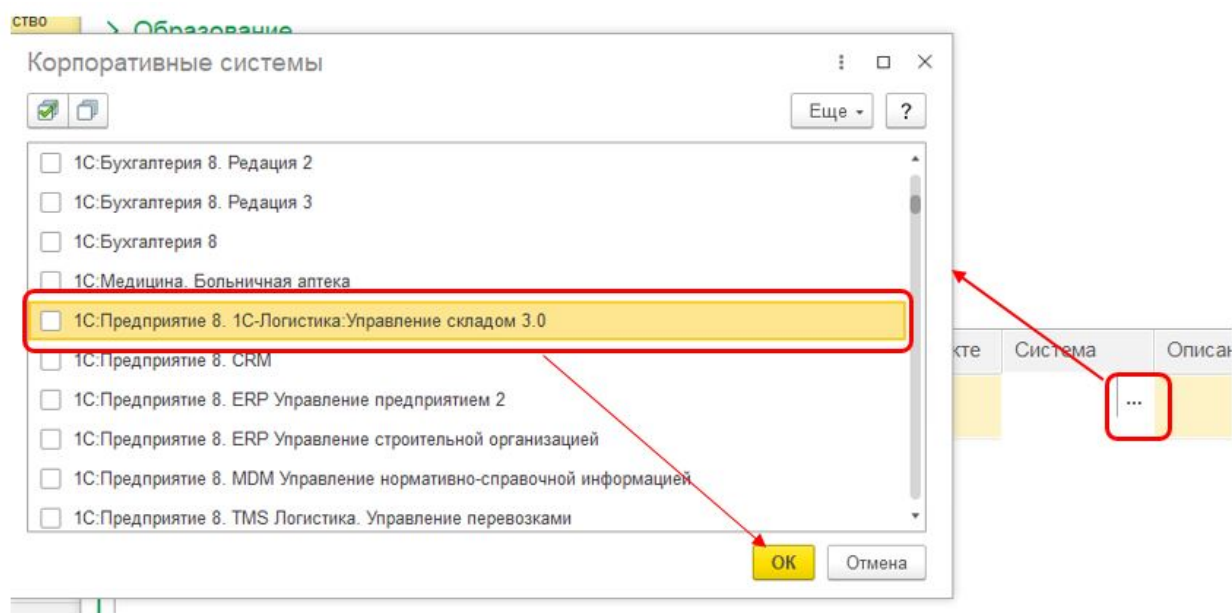 ство
Образование
Корпоративные системы
Еще
?
1С:Бухгалтерия 8. Редация 2
1С:Бухгалтерия 8. Редация 3
1С:Бухгалтерия 8
1С:Медицина. Больничная аптека
1С:Предприятие 8. 1С-Логистика:Управление складом 3.0
1С:Предприятие 8. CRM
1С:Предприятие 8. ERP Управление предприятием 2
1С:Предприятие 8. ERP Управление строительной организацией
1С:Предприятие 8. MDM Управление нормативно-справочной информацией
1С:Предприятие 8. TMS Логистика. Управление перевозками
ОК Отмена
кте Система Описан
...